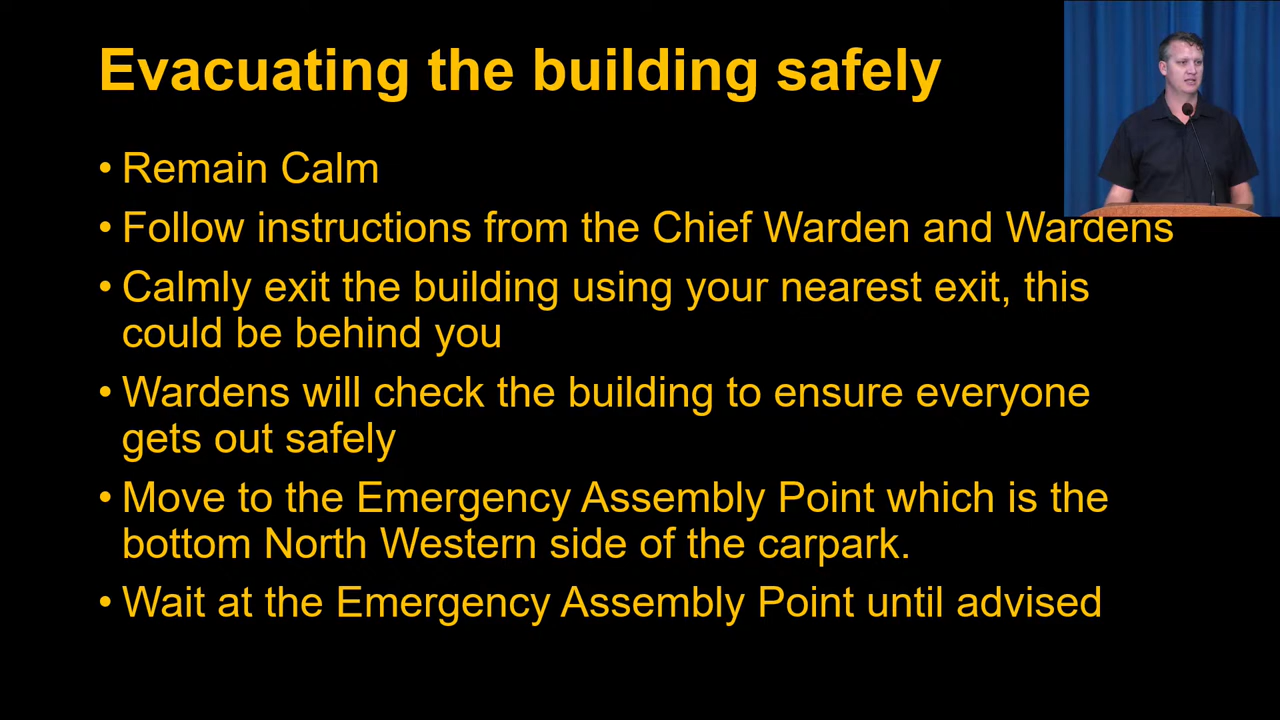 Evacuating the building safely
• Remain Calm
• Follow instructions from the Chief Warden and Wardens
• Calmly exit the building using your nearest exit, this
could be behind you
• Wardens will check the building to ensure everyone
gets out safely
• Move to the Emergency Assembly Point which is the
bottom North Western side of the carpark.
• Wait at the Emergency Assembly Point until advised